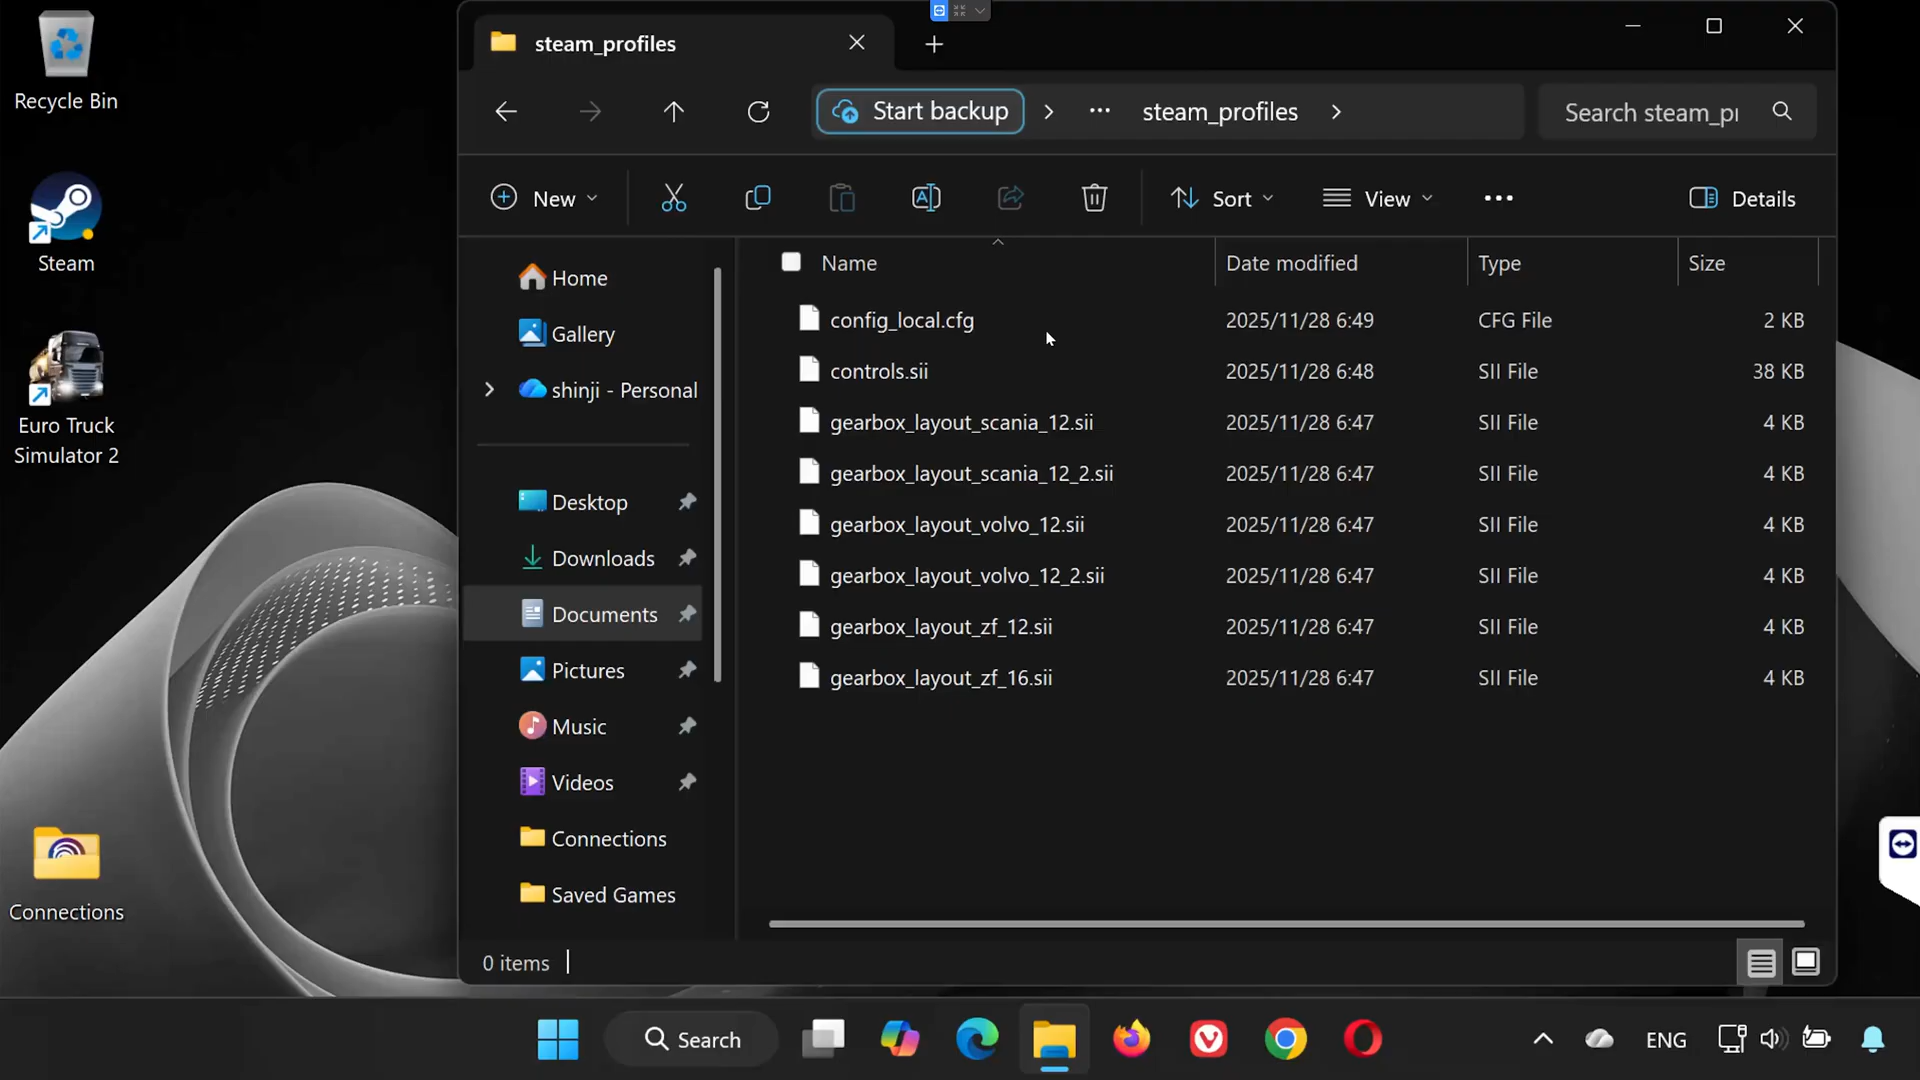 Recycle Bin
Steam
Euro Truck
Simulator 2
Connections
steam_profiles
Start backup
steam_profiles
Search steam_pi
New
Sort
View
Details
Home
Gallery
shinji - Personal
Desktop
Downloads
Documents
Pictures
Music
Videos
Connections
Saved Games
Name Date modified Type Size
config_local.cfg 2025/11/28 6:49 CFG File 2 KB
controls.sii 2025/11/28 6:48 SII File 38 KB
gearbox_layout_scania_12.sii 2025/11/28 6:47 SII File 4 KB
gearbox_layout_scania_12_2.sii 2025/11/28 6:47 SII File 4 KB
gearbox_layout_volvo_12.sii 2025/11/28 6:47 SII File 4 KB
gearbox_layout_volvo_12_2.sii 2025/11/28 6:47 SII File 4 KB
gearbox_layout_zf_12.sii 2025/11/28 6:47 SII File 4 KB
gearbox_layout_zf_16.sii 2025/11/28 6:47 SII File 4 KB
0 items
Search
ENG